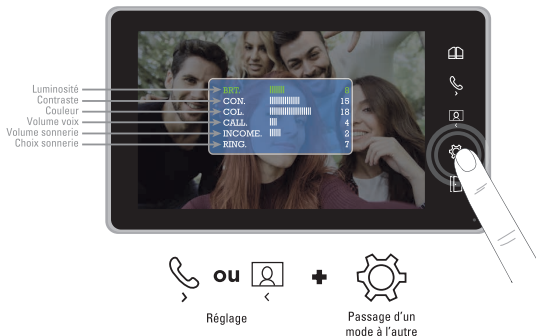 Luminosité
Contraste
Couleur
Volume voix
Volume sonnerie
Choix sonnerie
BRT. 8
CON. 15
COL. 18
CALL. 4
INCOME. 2
RING. 7
ou
+
Réglage
Passage d'un
mode à l'autre